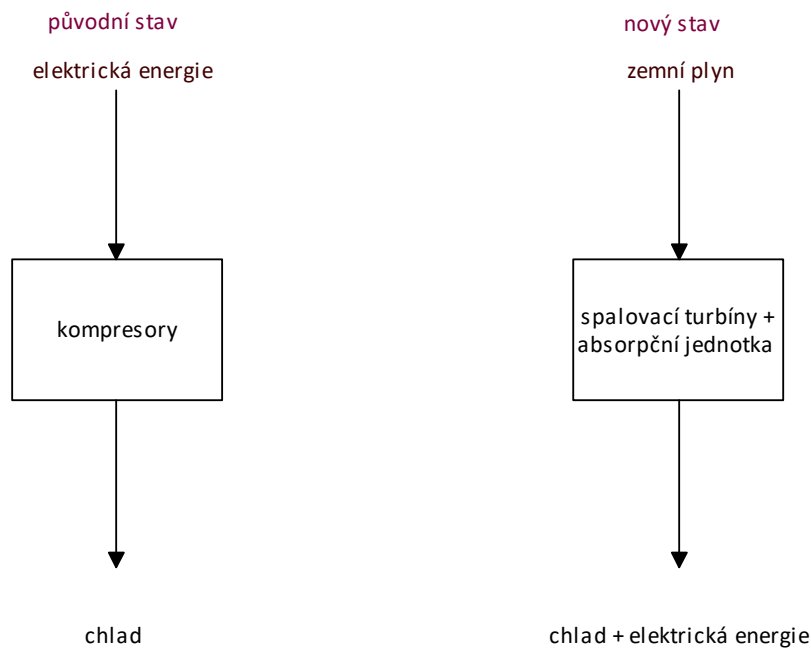 původní stav
elektrická energie
kompresory
chlad
nový stav
zemní plyn
spalovací turbíny +
absorpční jednotka
chlad + elektrická energie